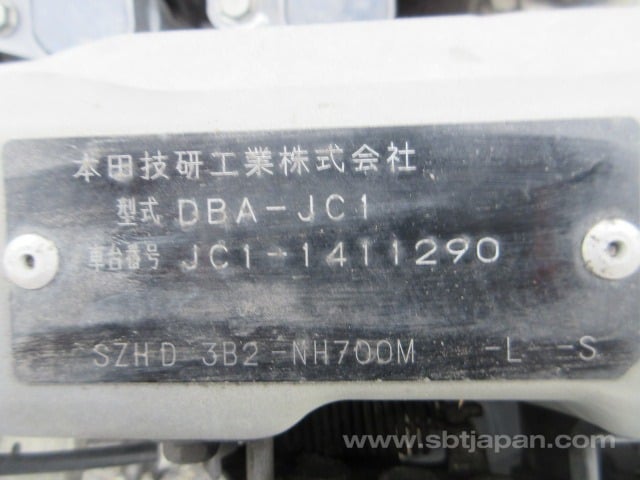 本田技研工業株式会社
型式 DBA-JC1
車台番号 JC1-1411290
SZHD 3B2-NH700M -L--S
www.sbtjapan.com